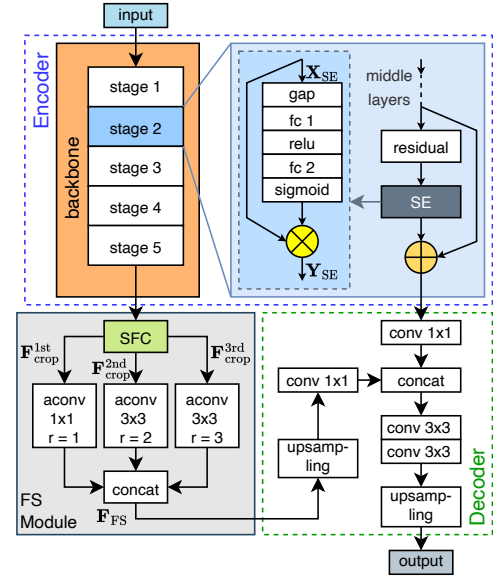 input
Encoder
backbone
stage 1
stage 2
stage 3
stage 4
stage 5
X_SE
gap
fc 1
relu
fc 2
sigmoid
Y_SE
middle
layers
residual
SE
SFC
F^1st_crop
F^2nd_crop
F^3rd_crop
aconv
1x1
r = 1
aconv
3x3
r = 2
aconv
3x3
r = 3
concat
F_FS
FS
Module
conv 1x1
upsamp-
ling
conv 1x1
concat
conv 3x3
conv 3x3
upsamp-
ling
Decoder
output